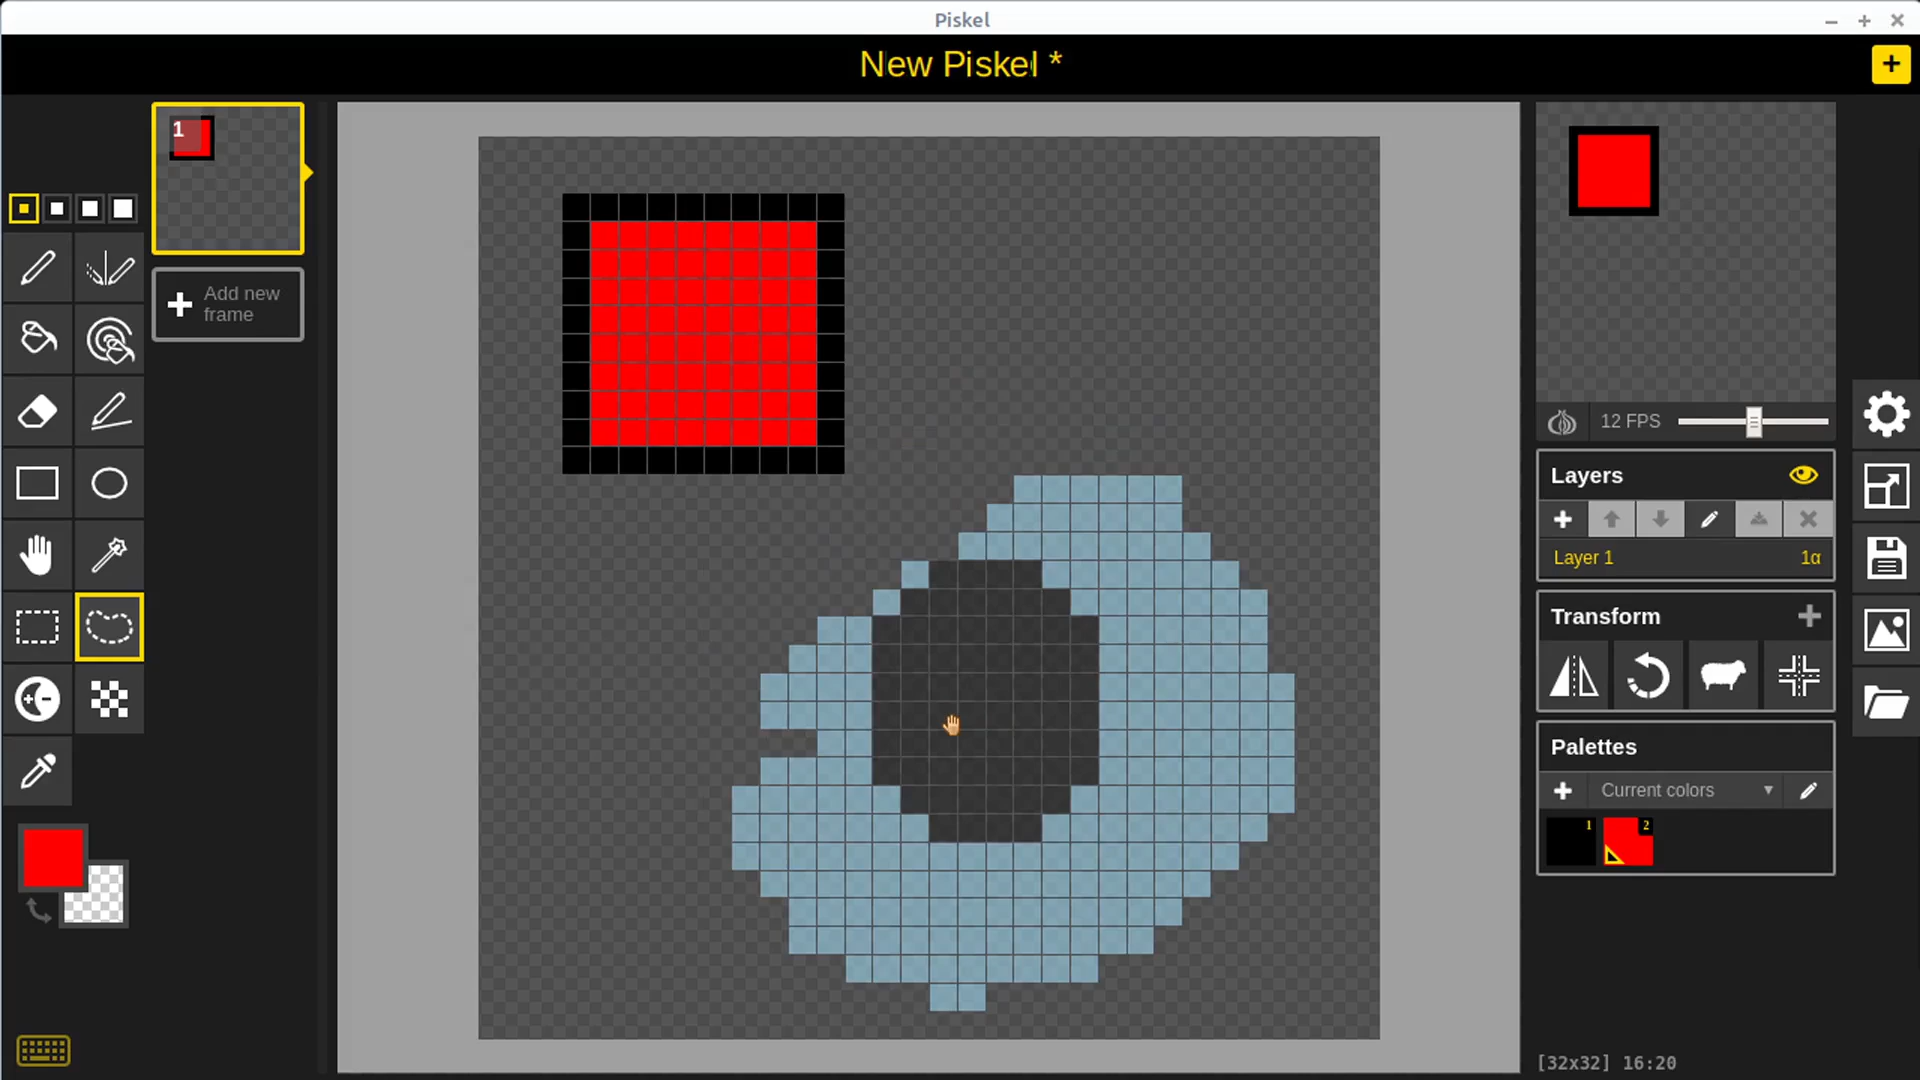 Piskel
New Piskel *
1
Add new
frame
12 FPS
Layers
Layer 1
1α
Transform
Palettes
Current colors
1
2
[32x32] 16:20